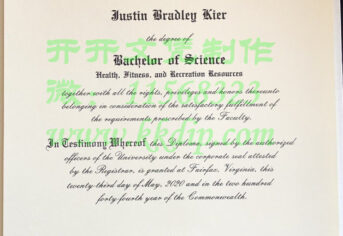 Justin Bradley Kier
the degree of
Bachelor of Science
Health, Fitness, and Recreation Resources
together with all the rights, privileges and honors thereunto
belonging in consideration of the satisfactory fulfillment of
the requirements prescribed by the Faculty.
In Testimony Whereof this Diploma, signed by the authorized
officers of the University under the corporate seal attested
by the Registrar, is granted at Fairfax, Virginia, this
twenty-third day of May, 2020 and in the two hundred
forty-fourth year of the Commonwealth.
开开文凭制作
www.kkdip.com